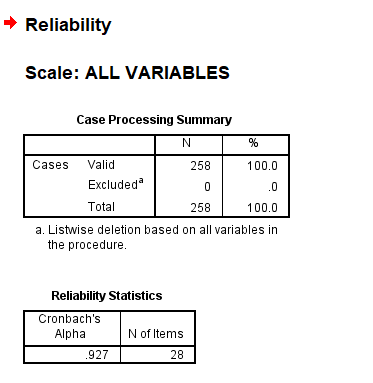 Reliability
Scale: ALL VARIABLES
Case Processing Summary
N %
Cases Valid 258 100.0
Excludedᵃ 0 .0
Total 258 100.0
a. Listwise deletion based on all variables in
the procedure.
Reliability Statistics
Cronbach's
Alpha N of Items
.927 28